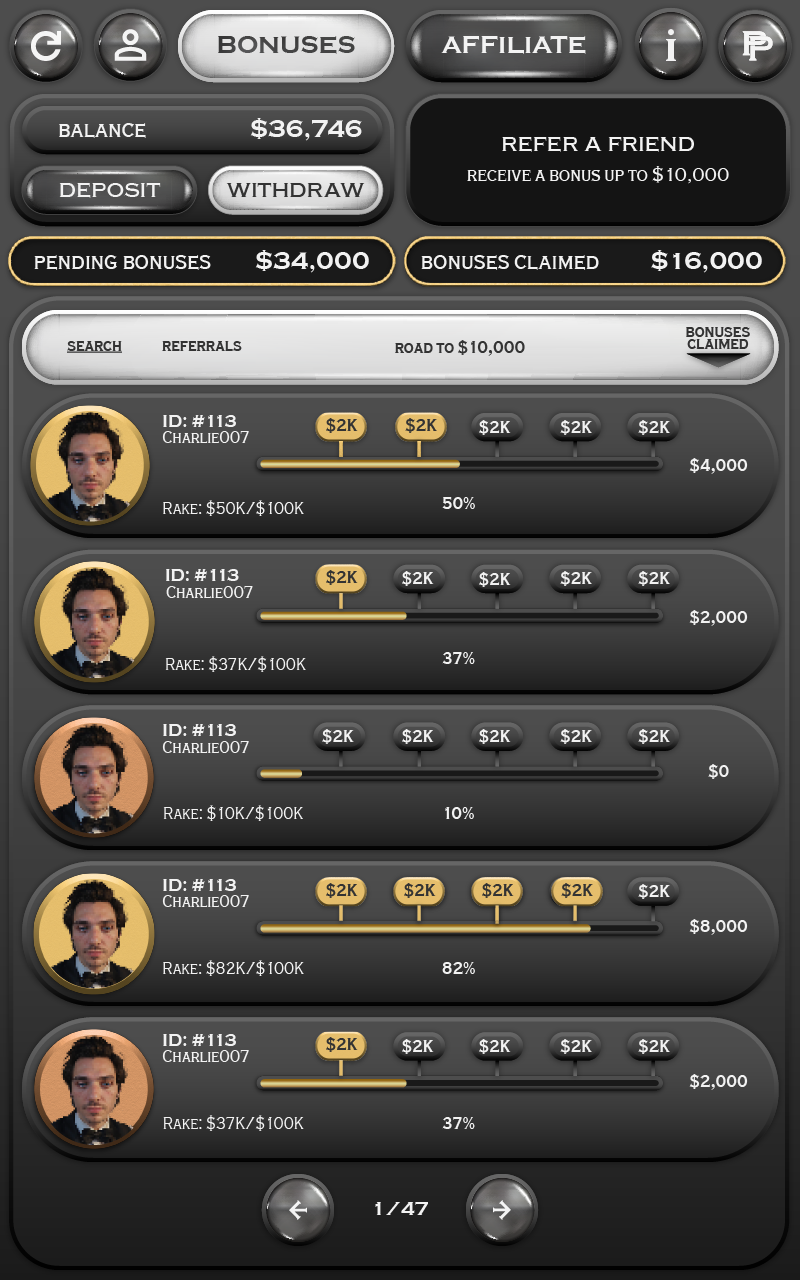 BONUSES
AFFILIATE
i
BALANCE $36,746
DEPOSIT
WITHDRAW
REFER A FRIEND
RECEIVE A BONUS UP TO $10,000
PENDING BONUSES $34,000
BONUSES CLAIMED $16,000
SEARCH REFERRALS ROAD TO $10,000
BONUSES
CLAIMED
ID: #113
CHARLIE007
$2K $2K $2K $2K $2K
$4,000
RAKE: $50K/$100K
50%
ID: #113
CHARLIE007
$2K $2K $2K $2K $2K
$2,000
RAKE: $37K/$100K
37%
ID: #113
CHARLIE007
$2K $2K $2K $2K $2K
$0
RAKE: $10K/$100K
10%
ID: #113
CHARLIE007
$2K $2K $2K $2K $2K
$8,000
RAKE: $82K/$100K
82%
ID: #113
CHARLIE007
$2K $2K $2K $2K $2K
$2,000
RAKE: $37K/$100K
37%
1/47